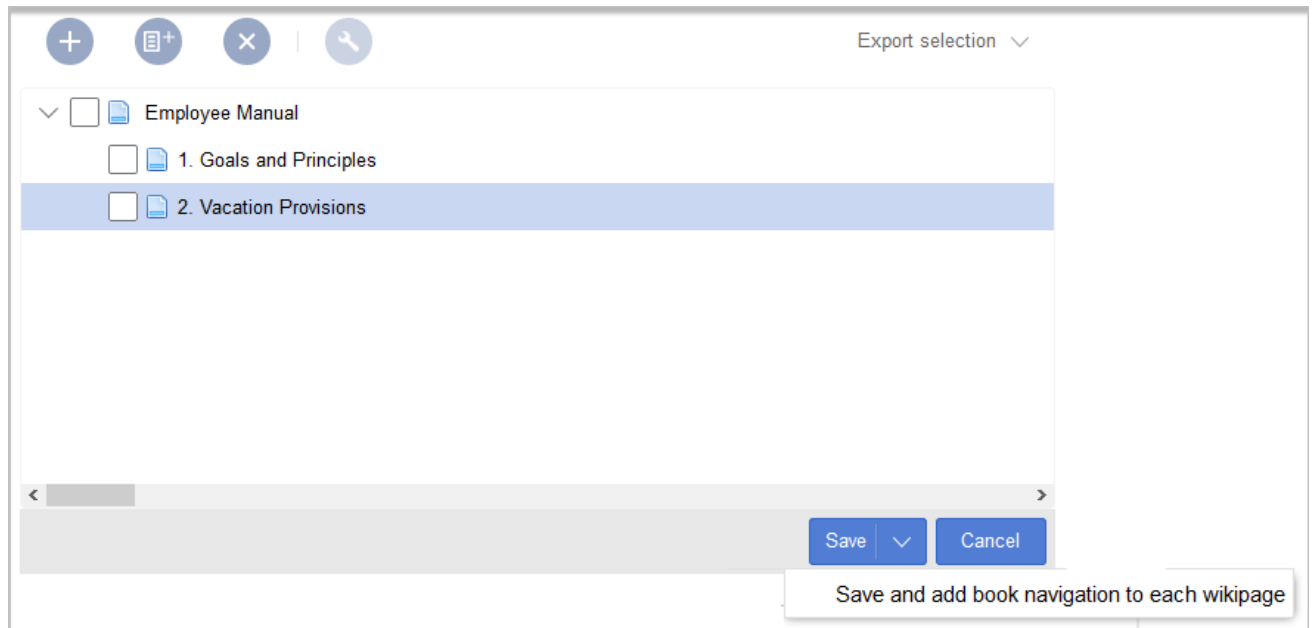 Export selection
Employee Manual
1. Goals and Principles
2. Vacation Provisions
Save
Cancel
Save and add book navigation to each wikipage